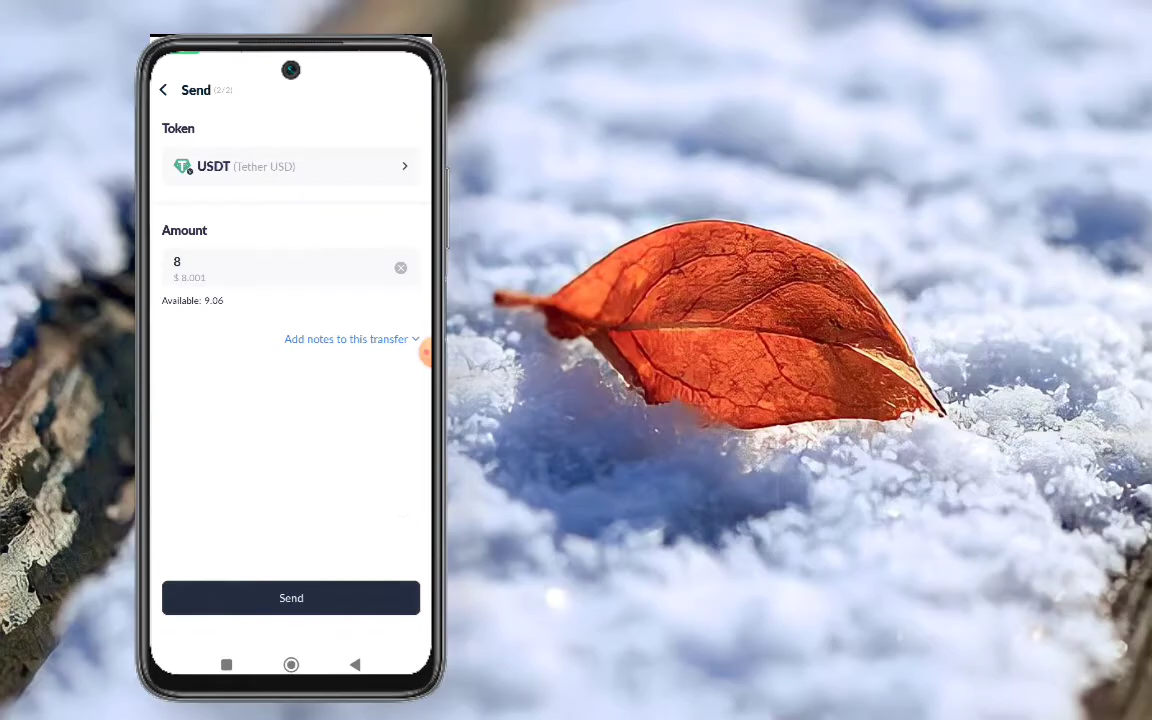 Send (2/2)
Token
USDT (Tether USD)
Amount
8
$ 8.001
Available: 9.06
Add notes to this transfer
Send